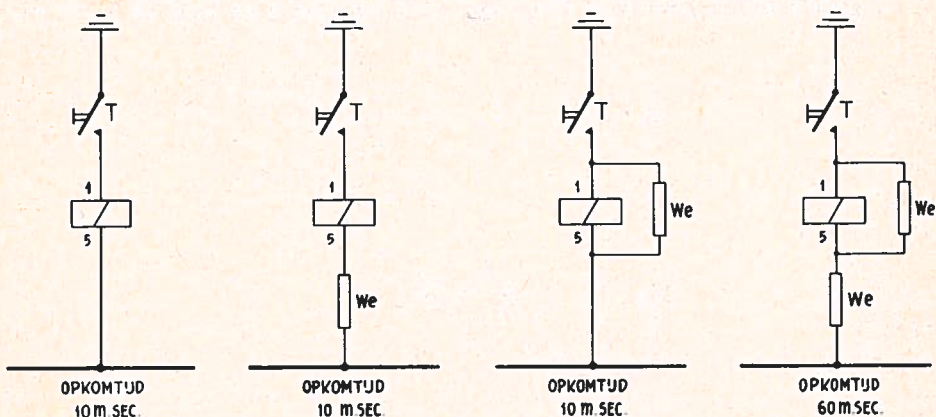 T
1
5
OPKOMTIJD
10 M.SEC.
T
1
5
We
OPKOMTIJD
10 M.SEC.
T
1
5
We
OPKOMTIJD
10 M.SEC.
T
1
5
We
We
OPKOMTIJD
60 M.SEC.